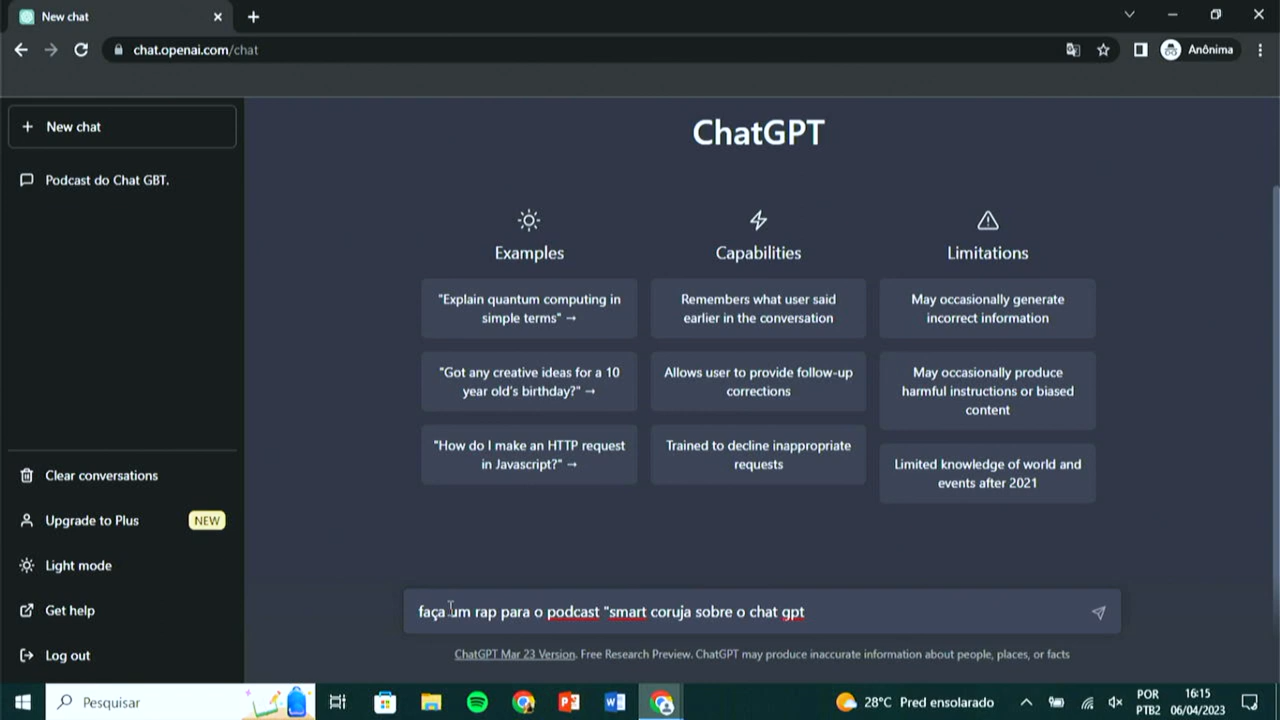 New chat
chat.openai.com/chat
Anônima
New chat
Podcast do Chat GBT.
Clear conversations
Upgrade to Plus
NEW
Light mode
Get help
Log out
ChatGPT
Examples
"Explain quantum computing in
simple terms" →
"Got any creative ideas for a 10
year old's birthday?" →
"How do I make an HTTP request
in Javascript?" →
Capabilities
Remembers what user said
earlier in the conversation
Allows user to provide follow-up
corrections
Trained to decline inappropriate
requests
Limitations
May occasionally generate
incorrect information
May occasionally produce
harmful instructions or biased
content
Limited knowledge of world and
events after 2021
faça um rap para o podcast "smart coruja sobre o chat gpt
ChatGPT Mar 23 Version. Free Research Preview. ChatGPT may produce inaccurate information about people, places, or facts
Pesquisar
28°C Pred ensolarado
POR
PTB2
16:15
06/04/2023